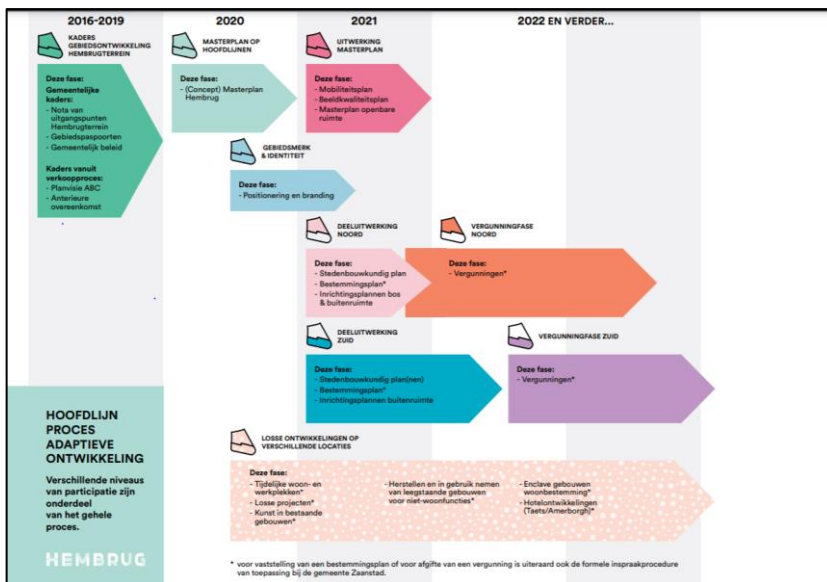 2016-2019
2020
2021
2022 EN VERDER...
KADERS
GEBIEDSONTWIKKELING
HEMBRUGTERREIN
Deze fase:
Gemeentelijke
kaders:
- Nota van
uitgangspunten
Hembrugterrein
- Gebiedspaspoorten
- Gemeentelijk beleid
Kaders vanuit
verkoopproces:
- Planvisie ABC
- Anterieure
overeenkomst
MASTERPLAN OP
HOOFDLIJNEN
Deze fase:
- (Concept) Masterplan
Hembrug
UITWERKING
MASTERPLAN
Deze fase:
- Mobiliteitsplan
- Beeldkwaliteitsplan
- Masterplan openbare
ruimte
GEBIEDSMERK
& IDENTITEIT
Deze fase:
- Positionering en branding
DEELUITWERKING
NOORD
Deze fase:
- Stedenbouwkundig plan
- Bestemmingsplan*
- Inrichtingsplannen bos
& buitenruimte
VERGUNNINGFASE
NOORD
Deze fase:
- Vergunningen*
DEELUITWERKING
ZUID
Deze fase:
- Stedenbouwkundig plan(nen)
- Bestemmingsplan*
- Inrichtingsplannen buitenruimte
VERGUNNINGFASE ZUID
Deze fase:
- Vergunningen*
LOSSE ONTWIKKELINGEN OP
VERSCHILLENDE LOCATIES
Deze fase:
- Tijdelijke woon- en
werkplekken*
- Losse projecten*
- Kunst in bestaande
gebouwen*
- Herstellen en in gebruik nemen
van leegstaande gebouwen
voor niet-woonfuncties*
- Enclave gebouwen
woonbestemming*
- Hotelontwikkelingen
(Taets/Amerborgh)*
HOOFDLIJN
PROCES
ADAPTIEVE
ONTWIKKELING
Verschillende niveaus
van participatie zijn
onderdeel
van het gehele
proces.
HEMBRUG
* voor vaststelling van een bestemmingsplan of voor afgifte van een vergunning is uiteraard ook de formele inspraakprocedure
van toepassing bij de gemeente Zaanstad.